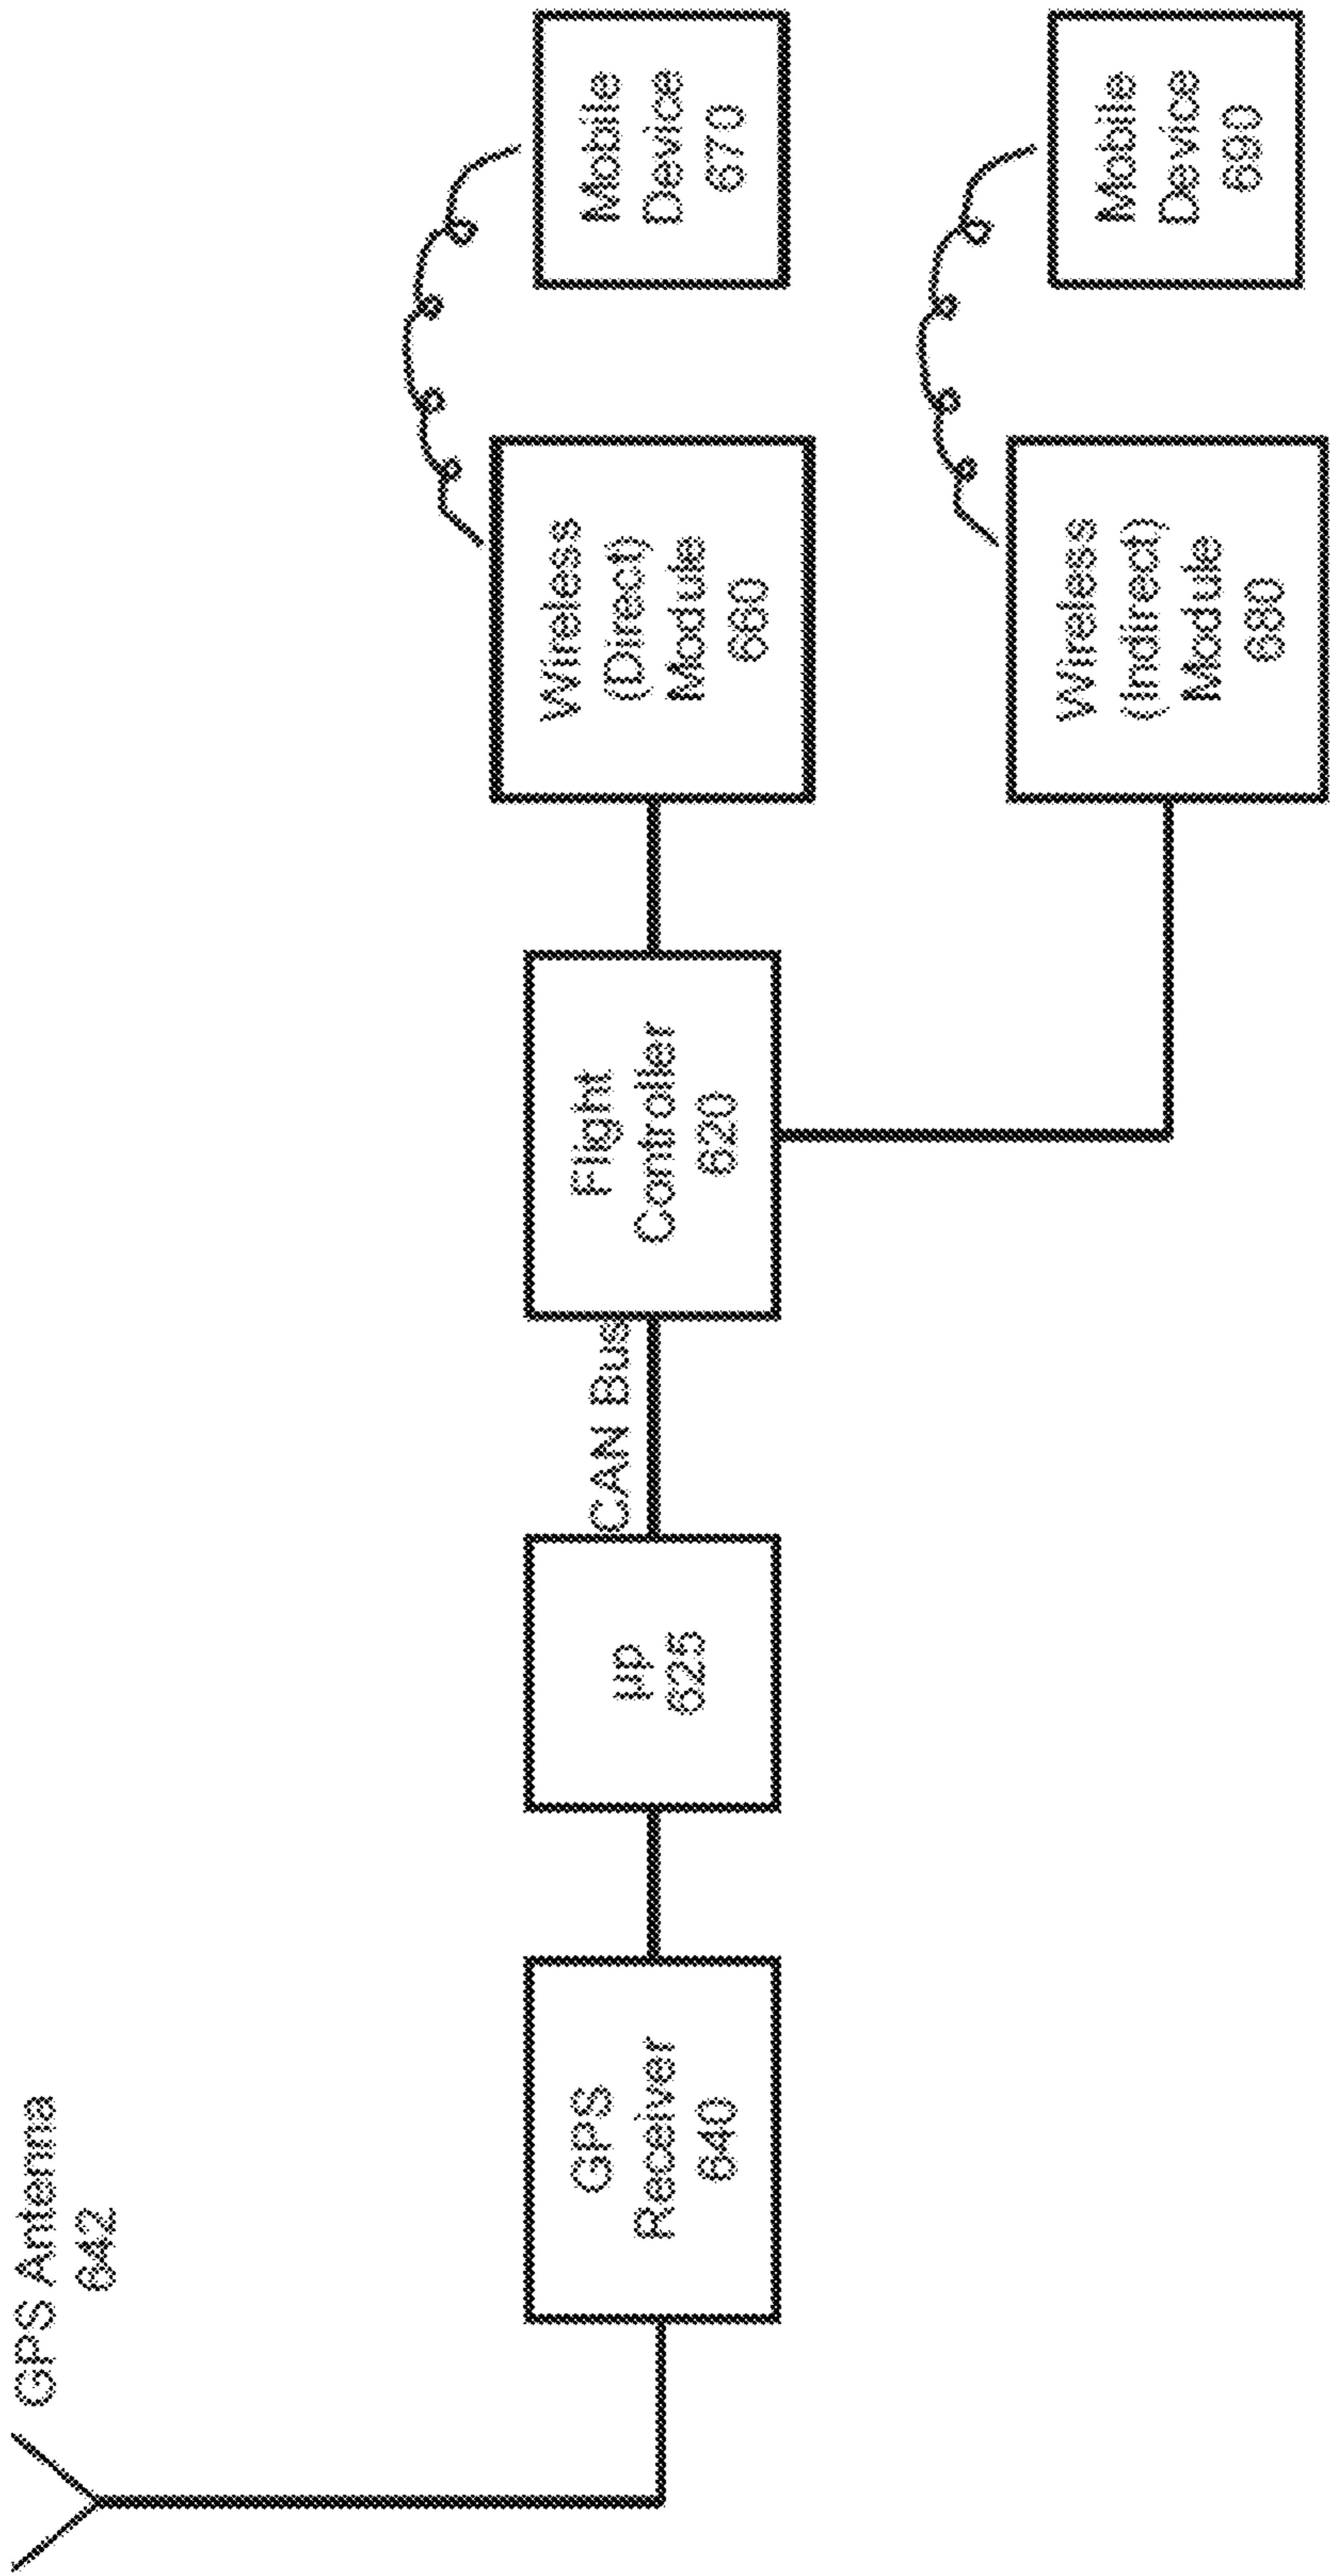 GPS Antenna
642
GPS
Receiver
640
µp
625
CAN Bus
Flight
Controller
620
Wireless
(Direct)
Module
660
Mobile
Device
670
Wireless
(Indirect)
Module
680
Mobile
Device
690